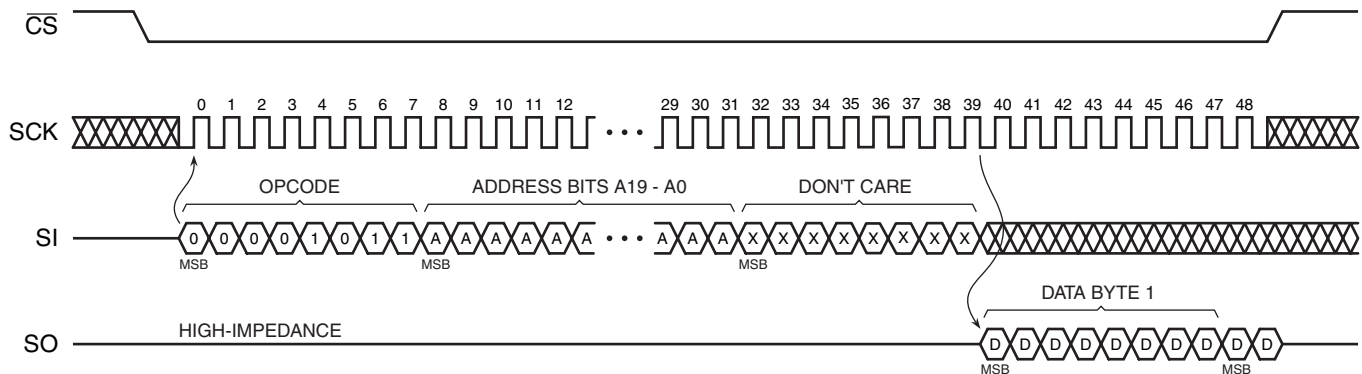 CS
0 1 2 3 4 5 6 7 8 9 10 11 12 29 30 31 32 33 34 35 36 37 38 39 40 41 42 43 44 45 46 47 48
SCK
OPCODE ADDRESS BITS A19 - A0 DON'T CARE
SI 0 0 0 0 1 0 1 1 A A A A A A A A A X X X X X X X X
MSB MSB MSB
DATA BYTE 1
HIGH-IMPEDANCE
SO D D D D D D D D D
MSB MSB